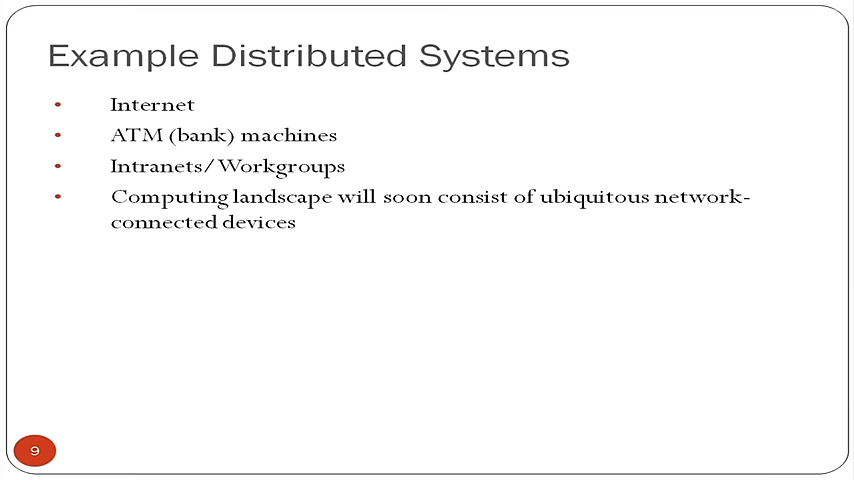 Example Distributed Systems
• Internet
• ATM (bank) machines
• Intranets/Workgroups
• Computing landscape will soon consist of ubiquitous network-
connected devices
9